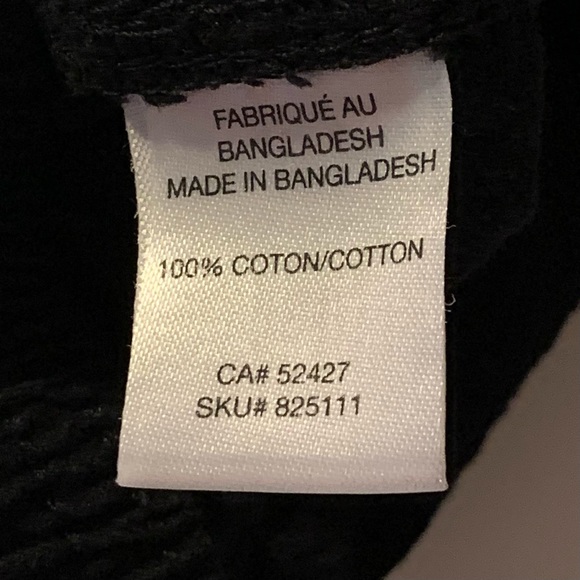 FABRIQUÉ AU
BANGLADESH
MADE IN BANGLADESH
100% COTON/COTTON
CA# 52427
SKU# 825111